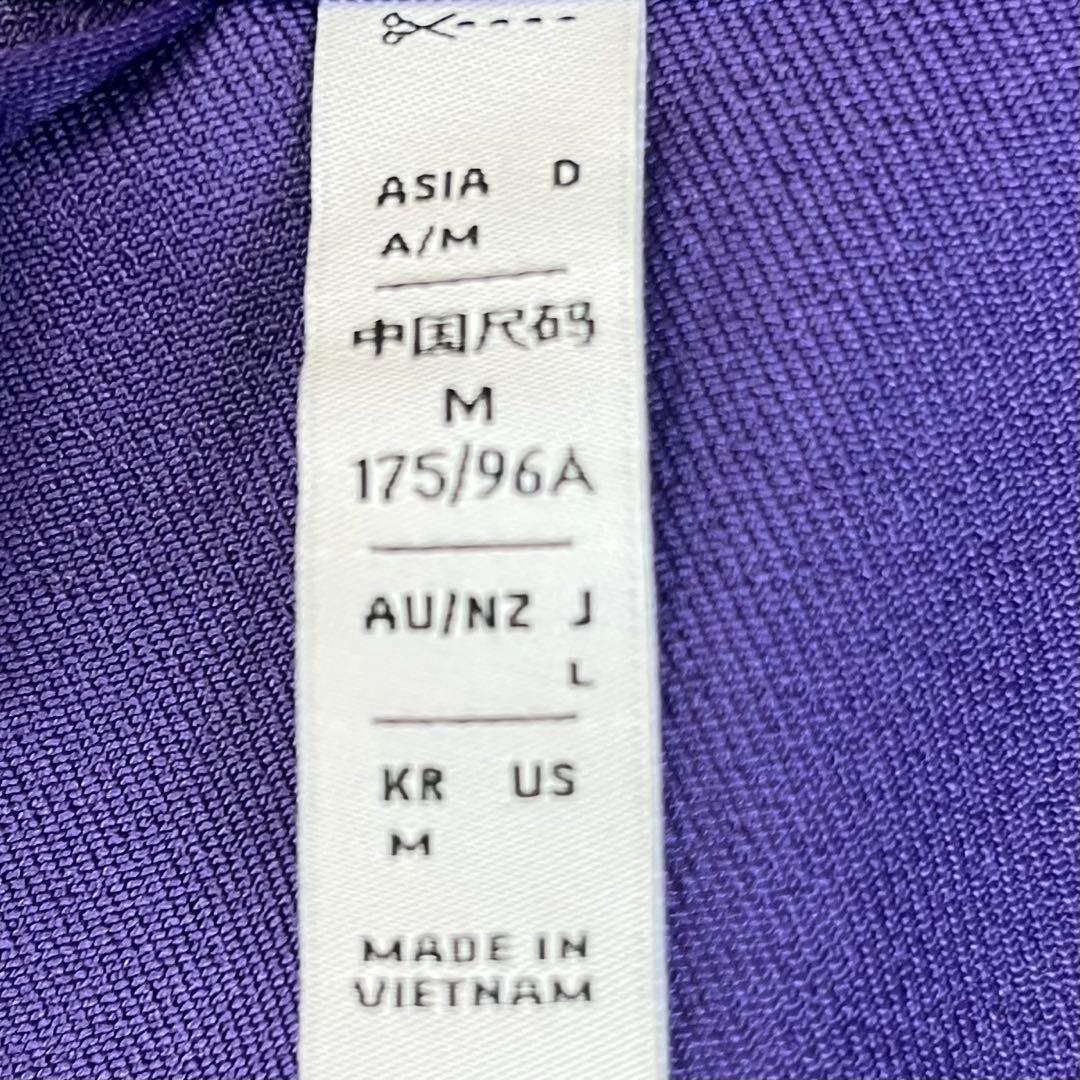 ASIA D
A/M
中国尺码
M
175/96A
AU/NZ J
L
KR US
M
MADE IN
VIETNAM